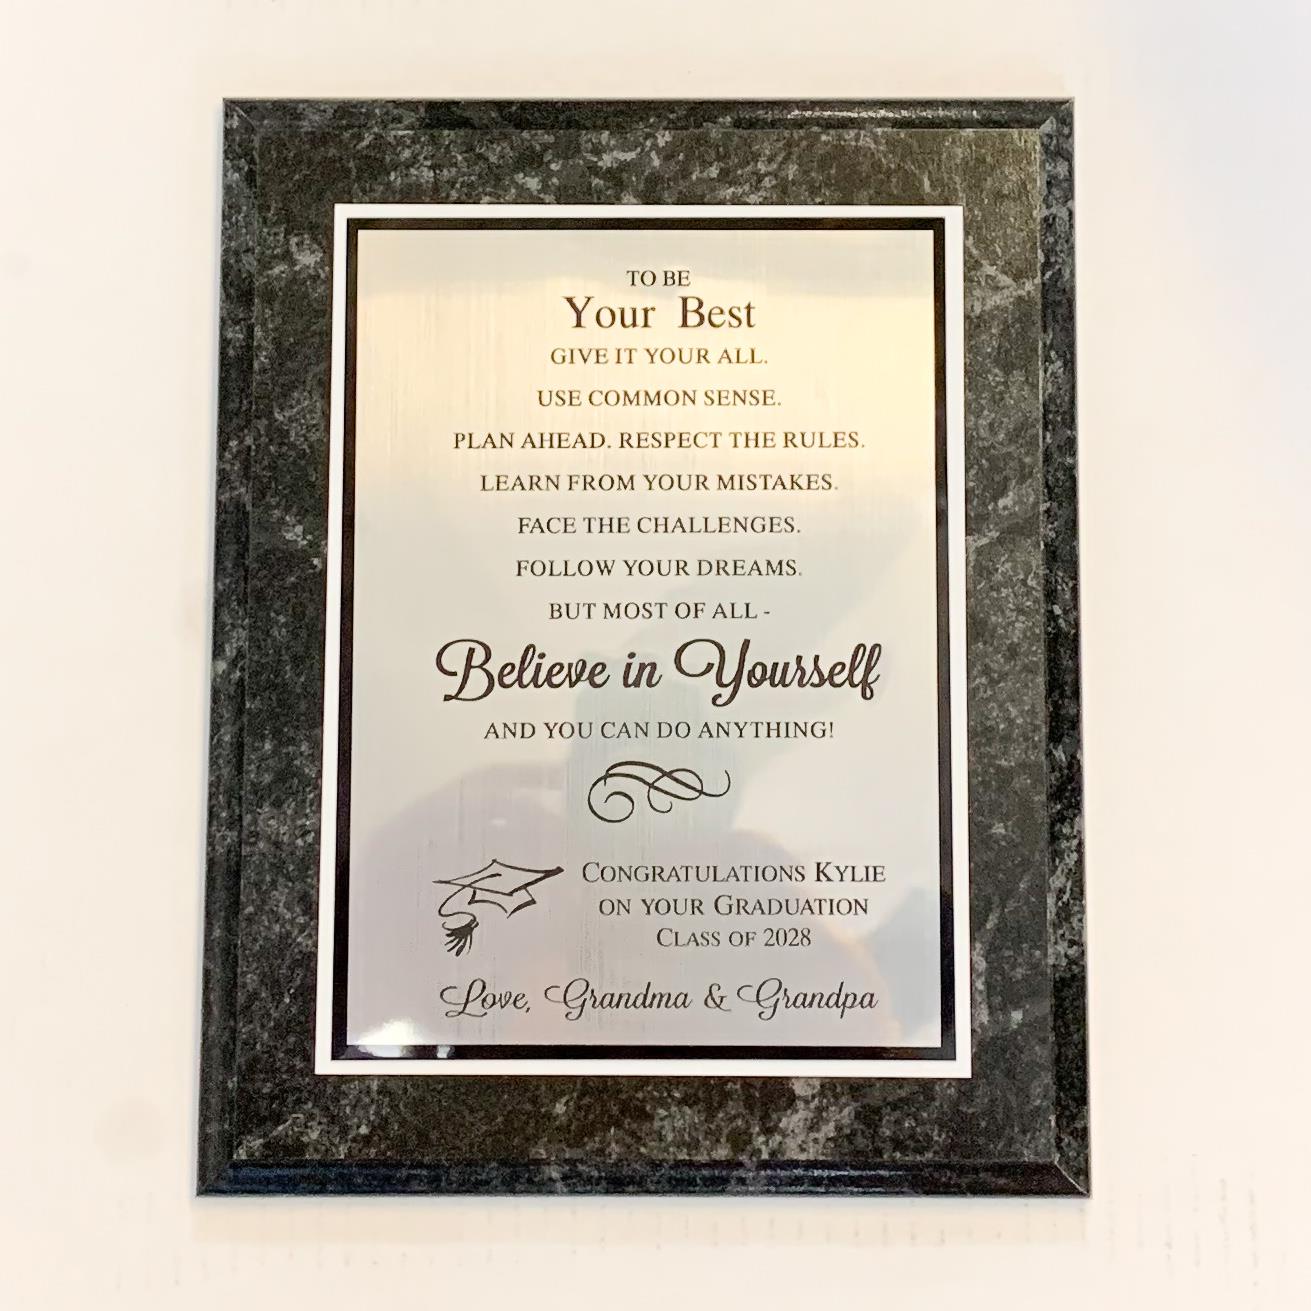 TO BE
Your Best
GIVE IT YOUR ALL.
USE COMMON SENSE.
PLAN AHEAD. RESPECT THE RULES.
LEARN FROM YOUR MISTAKES.
FACE THE CHALLENGES.
FOLLOW YOUR DREAMS.
BUT MOST OF ALL -
Believe in Yourself
AND YOU CAN DO ANYTHING!
CONGRATULATIONS KYLIE
ON YOUR GRADUATION
CLASS OF 2028
Love, Grandma & Grandpa